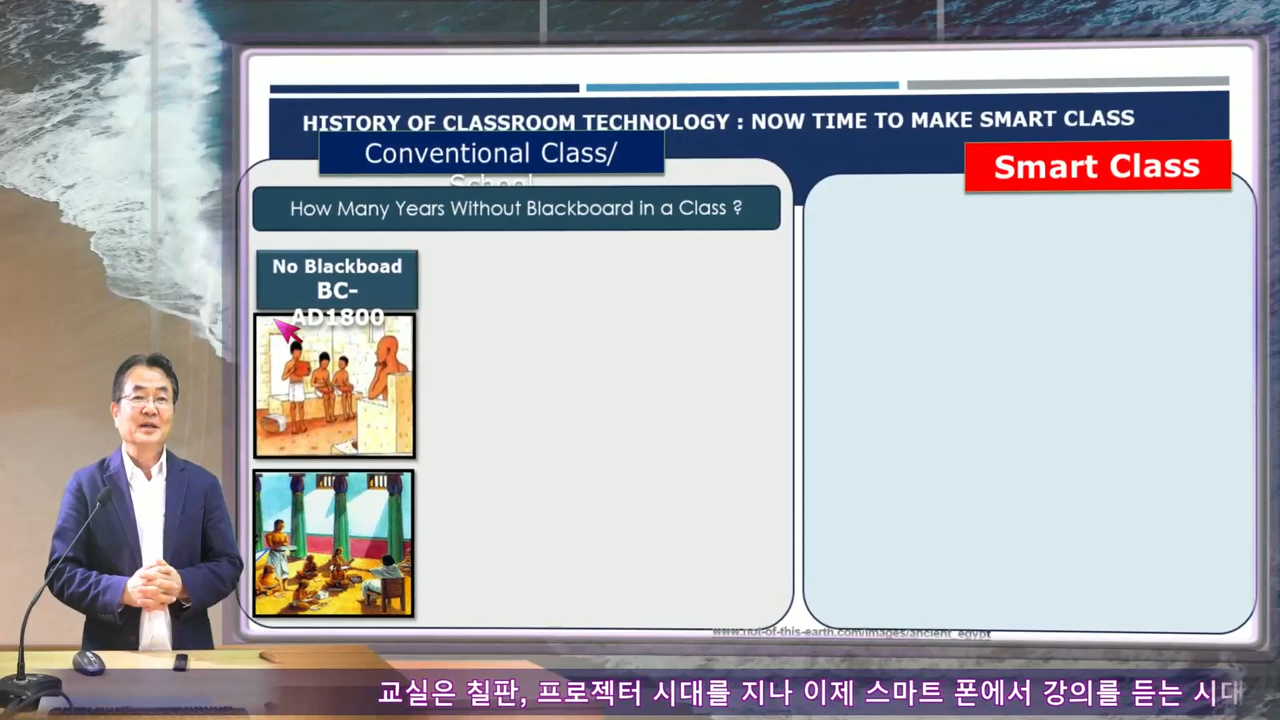 HISTORY OF CLASSROOM TECHNOLOGY : NOW TIME TO MAKE SMART CLASS
Conventional Class/
School
Smart Class
How Many Years Without Blackboard in a Class ?
No Blackboad
BC-
AD1800
www.not-of-this-earth.com/images/ancient_egypt
교실은 칠판, 프로젝터 시대를 지나 이제 스마트 폰에서 강의를 듣는 시대